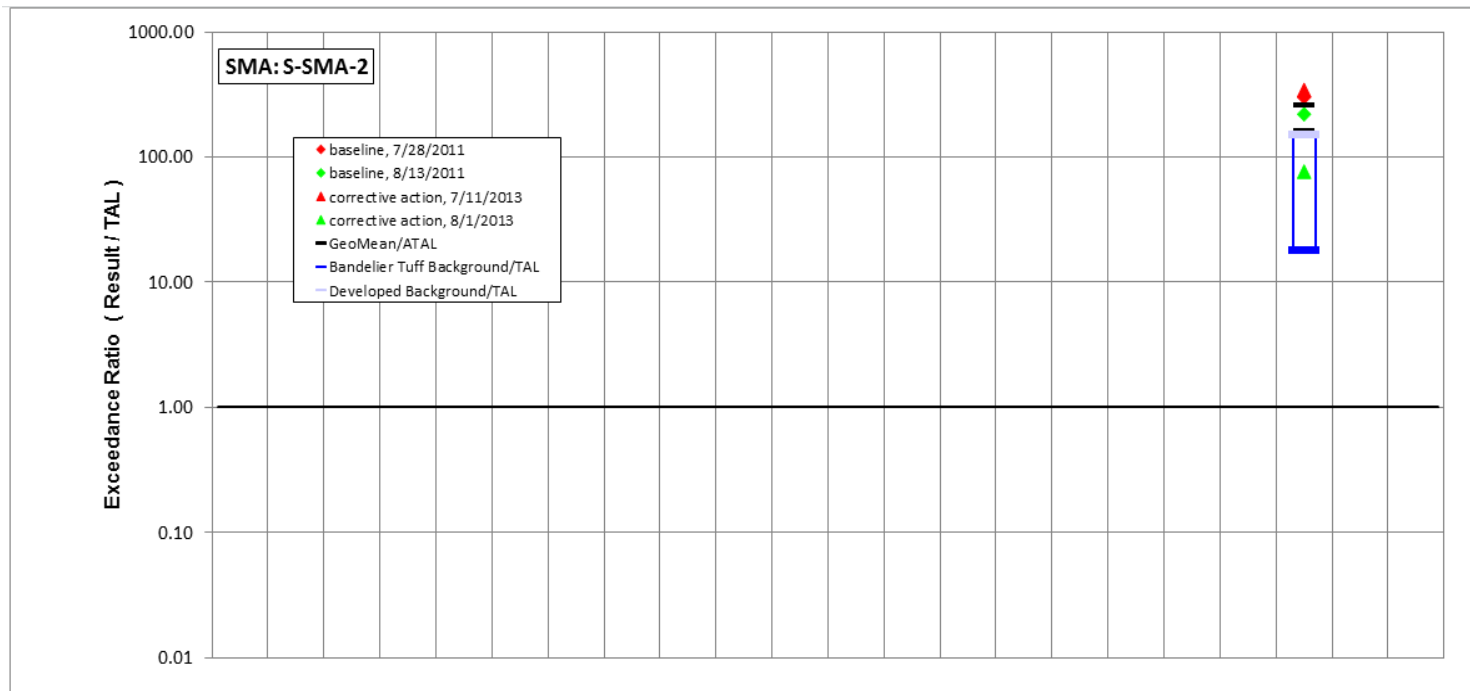 1000.00
SMA: S-SMA-2
baseline, 7/28/2011
baseline, 8/13/2011
corrective action, 7/11/2013
corrective action, 8/1/2013
GeoMean/ATAL
Bandelier Tuff Background/TAL
Developed Background/TAL
100.00
10.00
1.00
0.10
0.01
Exceedance Ratio ( Result / TAL )